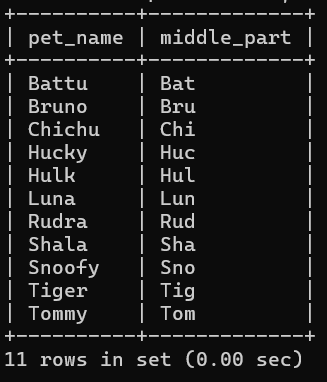 +----------+-------------+
| pet_name | middle_part |
+----------+-------------+
| Battu    | Bat         |
| Bruno    | Bru         |
| Chichu   | Chi         |
| Hucky    | Huc         |
| Hulk     | Hul         |
| Luna     | Lun         |
| Rudra    | Rud         |
| Shala    | Sha         |
| Snoofy   | Sno         |
| Tiger    | Tig         |
| Tommy    | Tom         |
+----------+-------------+
11 rows in set (0.00 sec)